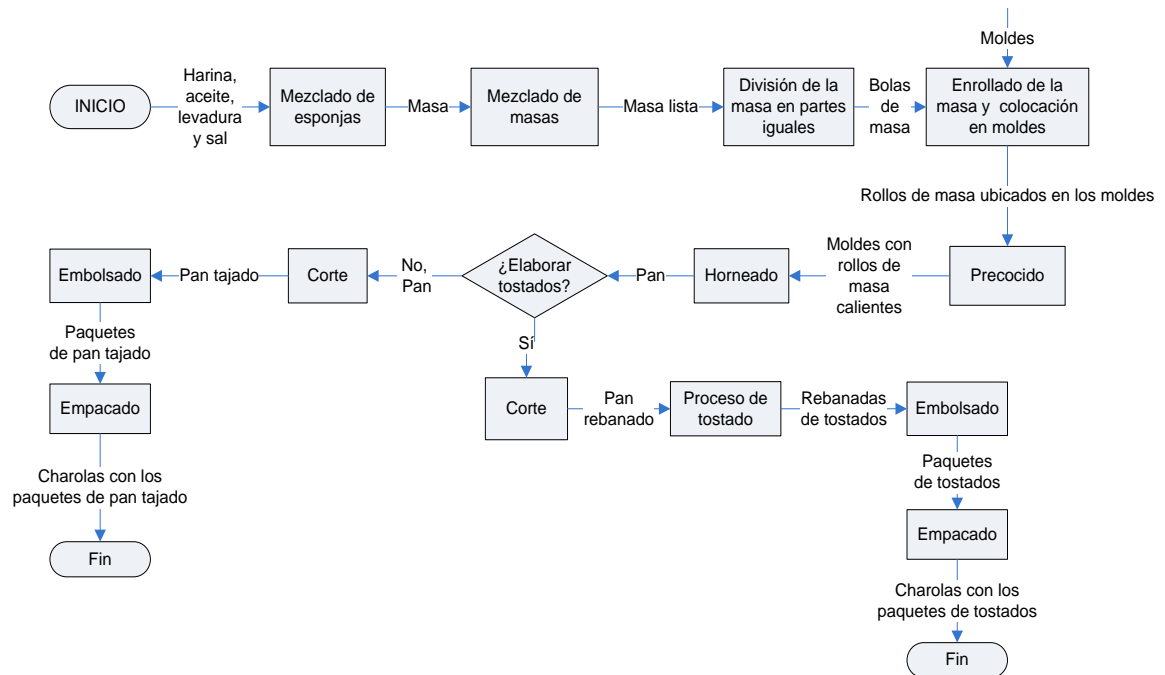 Moldes
INICIO
Harina,
aceite,
levadura
y sal
Mezclado de
esponjas
Masa
Mezclado de
masas
Masa lista
División de la
masa en partes
iguales
Bolas
de
masa
Enrollado de la
masa y colocación
en moldes
Rollos de masa ubicados en los moldes
Precocido
Moldes con
rollos de
masa
calientes
Horneado
Pan
¿Elaborar
tostados?
No,
Pan
Corte
Pan tajado
Embolsado
Paquetes
de pan tajado
Empacado
Charolas con los
paquetes de pan tajado
Fin
Sí
Corte
Pan
rebanado
Proceso de
tostado
Rebanadas
de tostados
Embolsado
Paquetes
de tostados
Empacado
Charolas con los
paquetes de tostados
Fin